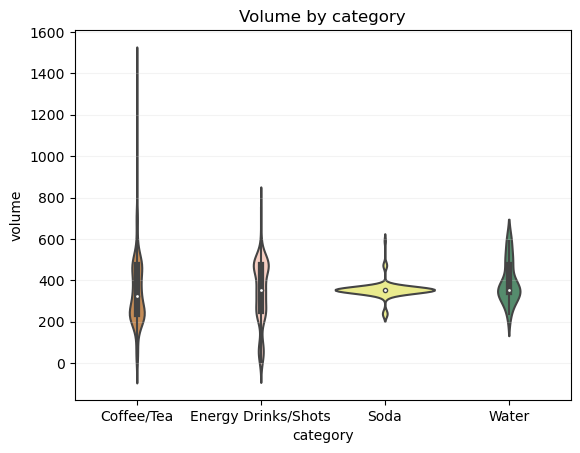 Volume by category
1600
1400
1200
1000
800
600
400
200
0
volume
Coffee/Tea Energy Drinks/Shots Soda Water
category